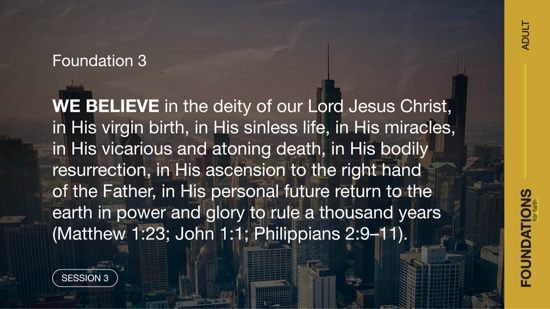 Foundation 3
WE BELIEVE in the deity of our Lord Jesus Christ,
in His virgin birth, in His sinless life, in His miracles,
in His vicarious and atoning death, in His bodily
resurrection, in His ascension to the right hand
of the Father, in His personal future return to the
earth in power and glory to rule a thousand years
(Matthew 1:23; John 1:1; Philippians 2:9–11).
SESSION 3
ADULT
FOUNDATIONS
for faith